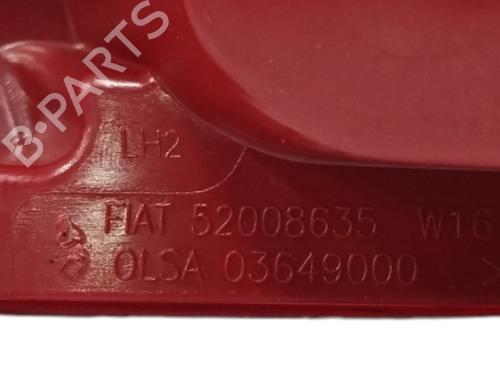 B-PARTS
LH2
FIAT 52008635 W16
OLSA 03649000 >